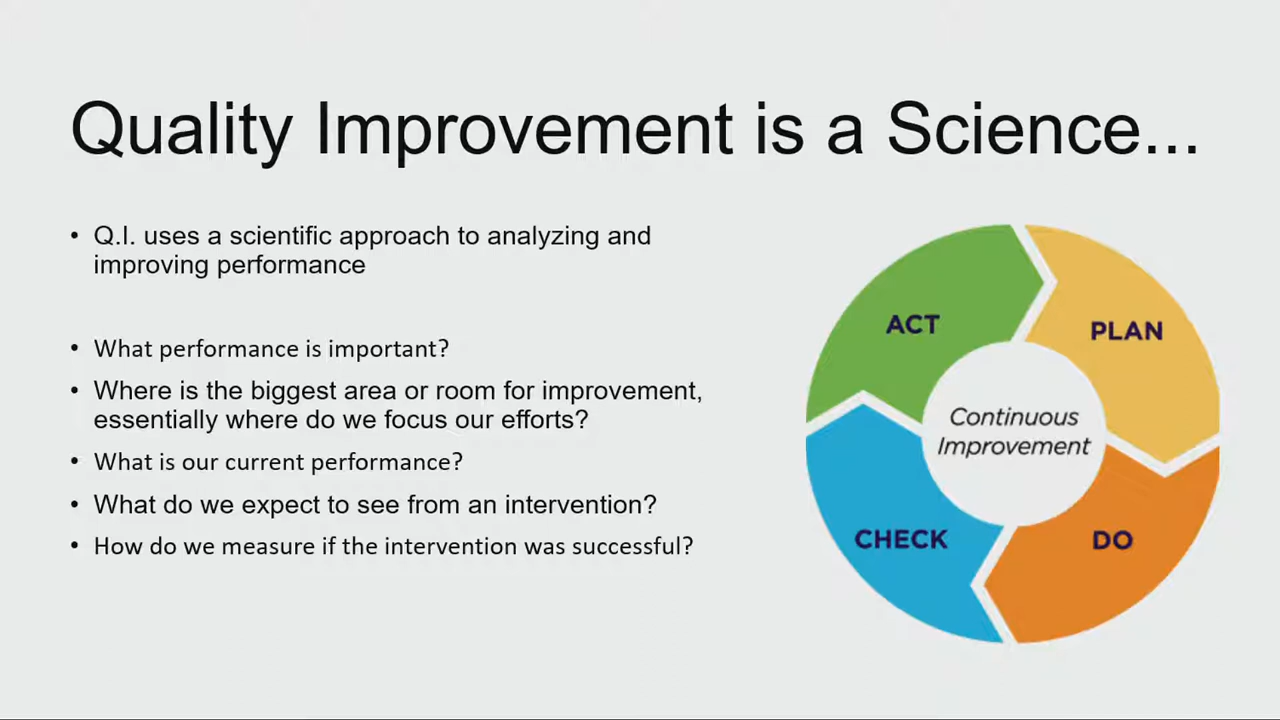 Quality Improvement is a Science...
• Q.I. uses a scientific approach to analyzing and
improving performance
• What performance is important?
• Where is the biggest area or room for improvement,
essentially where do we focus our efforts?
• What is our current performance?
• What do we expect to see from an intervention?
• How do we measure if the intervention was successful?
ACT
PLAN
Continuous
Improvement
CHECK
DO